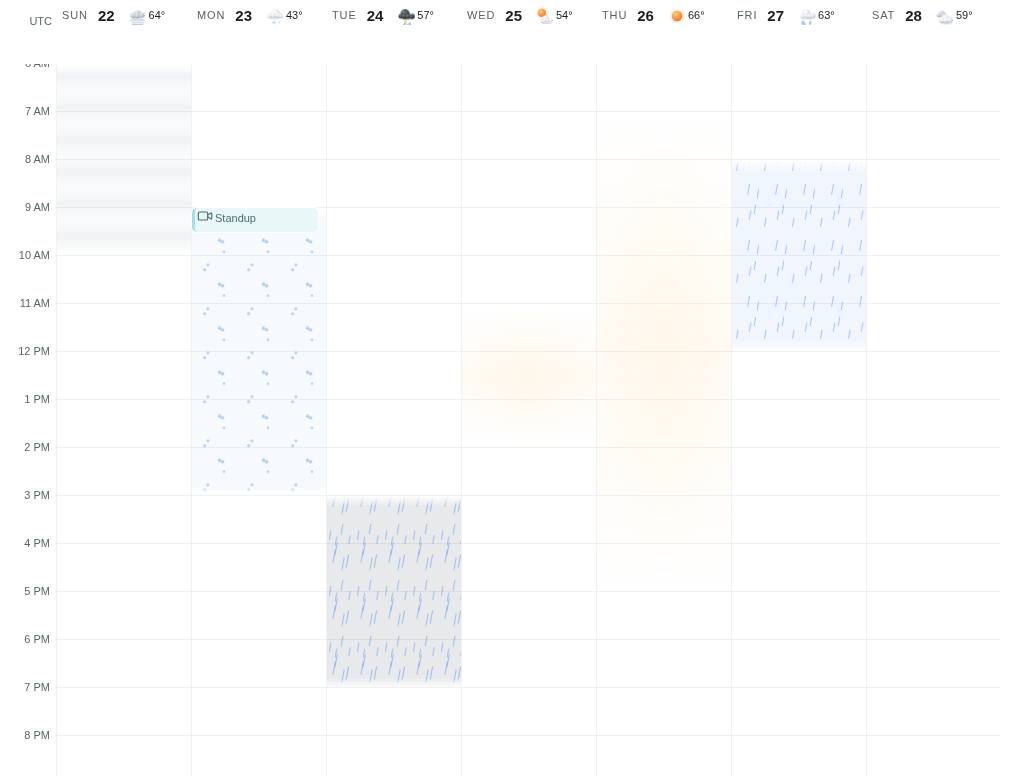 UTC
SUN 22 64°
MON 23 43°
TUE 24 57°
WED 25 54°
THU 26 66°
FRI 27 63°
SAT 28 59°
7 AM
8 AM
9 AM
Standup
10 AM
11 AM
12 PM
1 PM
2 PM
3 PM
4 PM
5 PM
6 PM
7 PM
8 PM